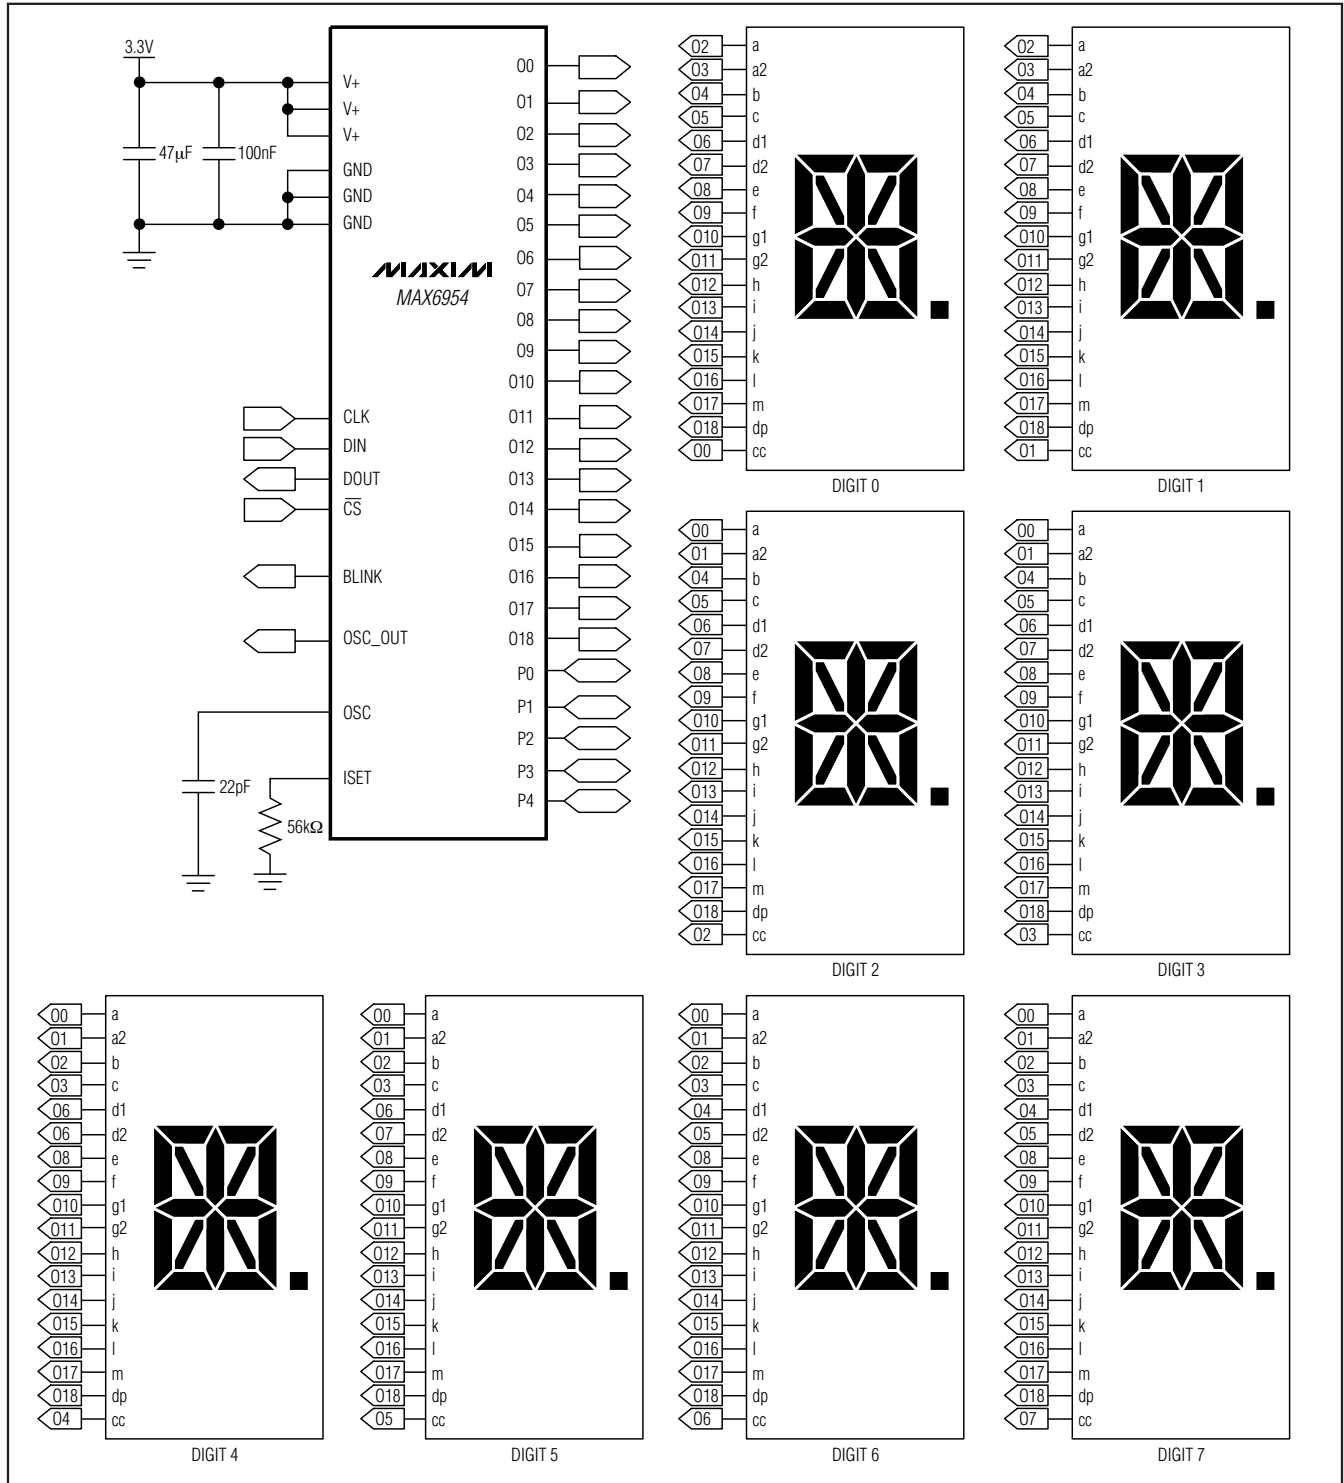 3.3V
47μF
100nF
V+
V+
V+
GND
GND
GND
MAXIM
MAX6954
CLK
DIN
DOUT
CS
BLINK
OSC_OUT
OSC
ISET
22pF
56kΩ
O0
O1
O2
O3
O4
O5
O6
O7
O8
O9
O10
O11
O12
O13
O14
O15
O16
O17
O18
P0
P1
P2
P3
P4
O2 a
O3 a2
O4 b
O5 c
O6 d1
O7 d2
O8 e
O9 f
O10 g1
O11 g2
O12 h
O13 i
O14 j
O15 k
O16 l
O17 m
O18 dp
O0 cc
DIGIT 0
O2 a
O3 a2
O4 b
O5 c
O6 d1
O7 d2
O8 e
O9 f
O10 g1
O11 g2
O12 h
O13 i
O14 j
O15 k
O16 l
O17 m
O18 dp
O1 cc
DIGIT 1
O0 a
O1 a2
O4 b
O5 c
O6 d1
O7 d2
O8 e
O9 f
O10 g1
O11 g2
O12 h
O13 i
O14 j
O15 k
O16 l
O17 m
O18 dp
O2 cc
DIGIT 2
O0 a
O1 a2
O4 b
O5 c
O6 d1
O7 d2
O8 e
O9 f
O10 g1
O11 g2
O12 h
O13 i
O14 j
O15 k
O16 l
O17 m
O18 dp
O3 cc
DIGIT 3
O0 a
O1 a2
O2 b
O3 c
O6 d1
O6 d2
O8 e
O9 f
O10 g1
O11 g2
O12 h
O13 i
O14 j
O15 k
O16 l
O17 m
O18 dp
O4 cc
DIGIT 4
O0 a
O1 a2
O2 b
O3 c
O6 d1
O7 d2
O8 e
O9 f
O10 g1
O11 g2
O12 h
O13 i
O14 j
O15 k
O16 l
O17 m
O18 dp
O5 cc
DIGIT 5
O0 a
O1 a2
O2 b
O3 c
O4 d1
O5 d2
O8 e
O9 f
O10 g1
O11 g2
O12 h
O13 i
O14 j
O15 k
O16 l
O17 m
O18 dp
O6 cc
DIGIT 6
O0 a
O1 a2
O2 b
O3 c
O4 d1
O5 d2
O8 e
O9 f
O10 g1
O11 g2
O12 h
O13 i
O14 j
O15 k
O16 l
O17 m
O18 dp
O7 cc
DIGIT 7